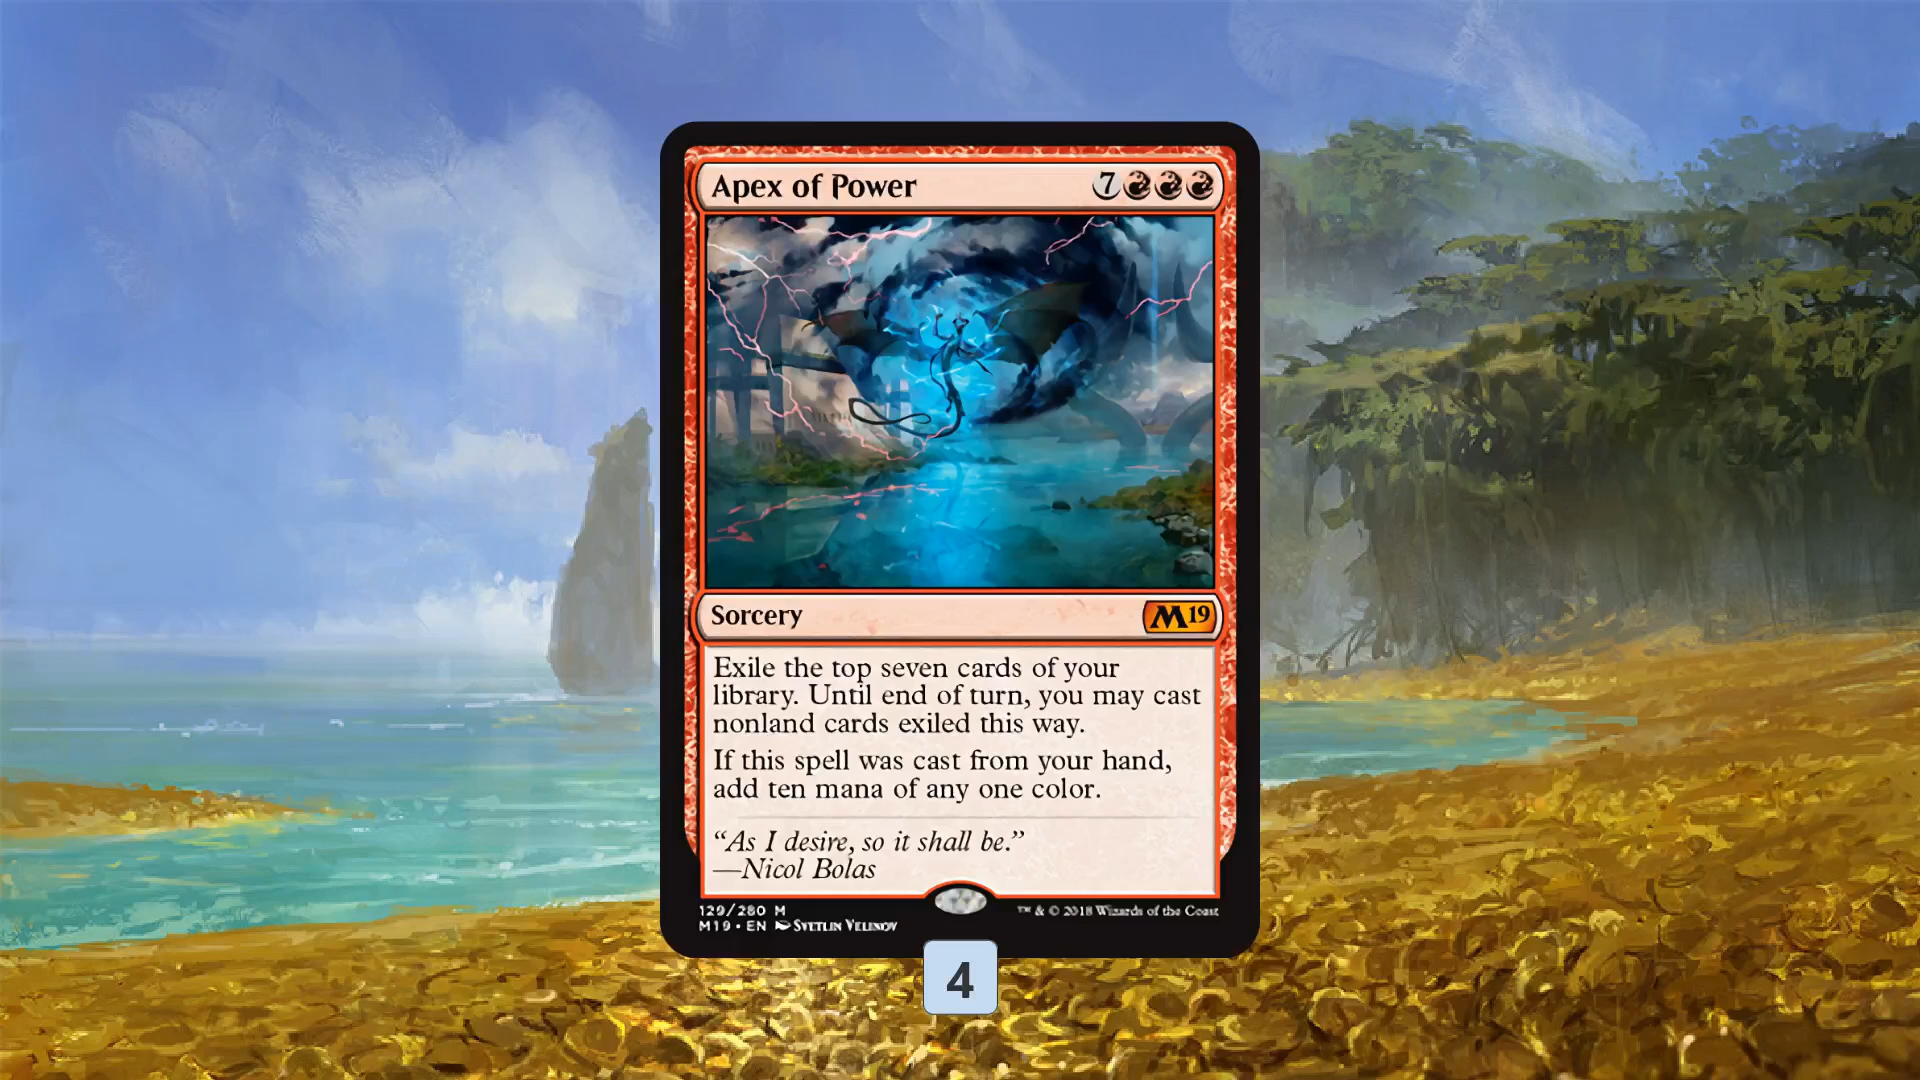 Apex of Power 7
Sorcery M19
Exile the top seven cards of your
library. Until end of turn, you may cast
nonland cards exiled this way.
If this spell was cast from your hand,
add ten mana of any one color.
“As I desire, so it shall be.”
—Nicol Bolas
129/280 M ™ & © 2018 Wizards of the Coast
M19 • EN Svetlin Velinov
4